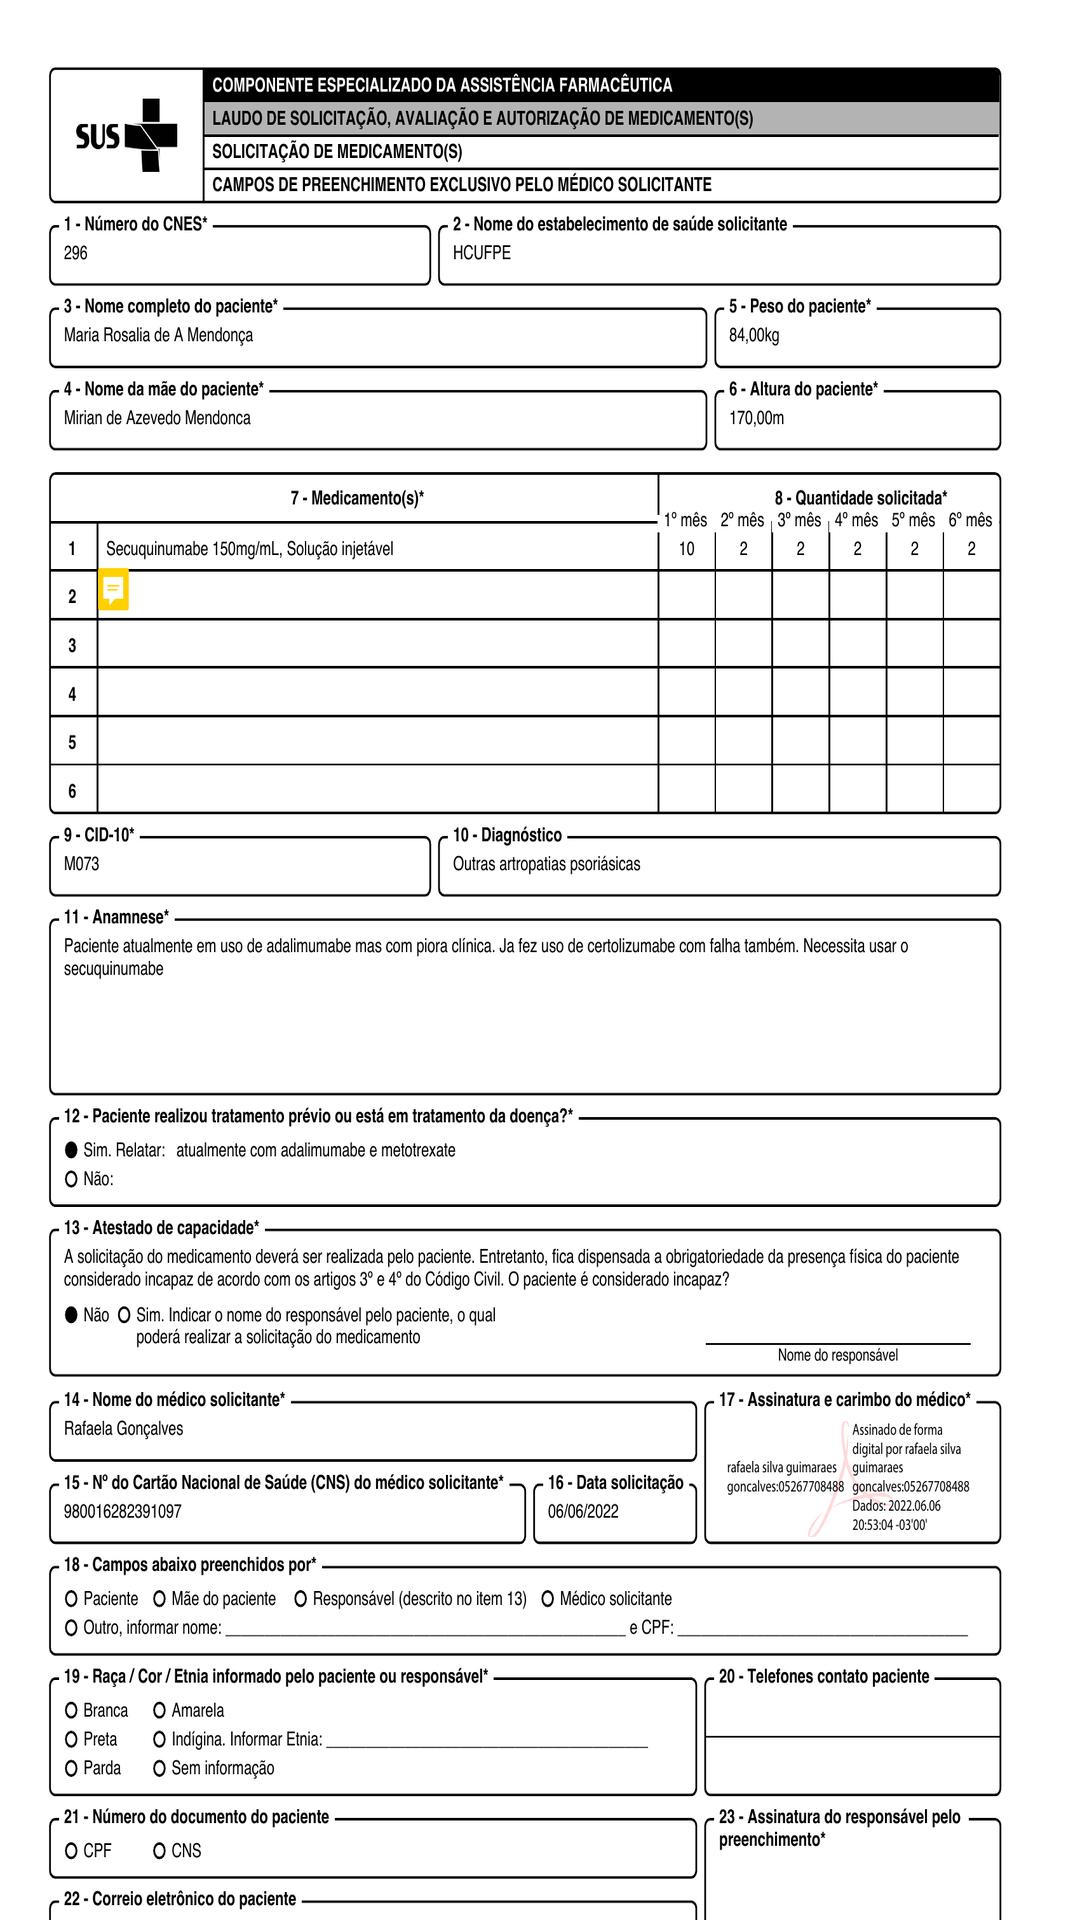 SUS
COMPONENTE ESPECIALIZADO DA ASSISTÊNCIA FARMACÊUTICA
LAUDO DE SOLICITAÇÃO, AVALIAÇÃO E AUTORIZAÇÃO DE MEDICAMENTO(S)
SOLICITAÇÃO DE MEDICAMENTO(S)
CAMPOS DE PREENCHIMENTO EXCLUSIVO PELO MÉDICO SOLICITANTE
1 - Número do CNES*
296
2 - Nome do estabelecimento de saúde solicitante
HCUFPE
3 - Nome completo do paciente*
Maria Rosalia de A Mendonça
5 - Peso do paciente*
84,00kg
4 - Nome da mãe do paciente*
Mirian de Azevedo Mendonca
6 - Altura do paciente*
170,00m
7 - Medicamento(s)*
8 - Quantidade solicitada*
1º mês 2º mês 3º mês 4º mês 5º mês 6º mês
1 Secuquinumabe 150mg/mL, Solução injetável 10 2 2 2 2 2
2
3
4
5
6
9 - CID-10*
M073
10 - Diagnóstico
Outras artropatias psoriásicas
11 - Anamnese*
Paciente atualmente em uso de adalimumabe mas com piora clínica. Ja fez uso de certolizumabe com falha também. Necessita usar o
secuquinumabe
12 - Paciente realizou tratamento prévio ou está em tratamento da doença?*
Sim. Relatar: atualmente com adalimumabe e metotrexate
Não:
13 - Atestado de capacidade*
A solicitação do medicamento deverá ser realizada pelo paciente. Entretanto, fica dispensada a obrigatoriedade da presença física do paciente
considerado incapaz de acordo com os artigos 3º e 4º do Código Civil. O paciente é considerado incapaz?
Não Sim. Indicar o nome do responsável pelo paciente, o qual
poderá realizar a solicitação do medicamento
Nome do responsável
14 - Nome do médico solicitante*
Rafaela Gonçalves
15 - Nº do Cartão Nacional de Saúde (CNS) do médico solicitante*
980016282391097
16 - Data solicitação
06/06/2022
17 - Assinatura e carimbo do médico*
rafaela silva guimaraes
goncalves:05267708488
Assinado de forma
digital por rafaela silva
guimaraes
goncalves:05267708488
Dados: 2022.06.06
20:53:04 -03'00'
18 - Campos abaixo preenchidos por*
Paciente Mãe do paciente Responsável (descrito no item 13) Médico solicitante
Outro, informar nome: ________ e CPF: ________
19 - Raça / Cor / Etnia informado pelo paciente ou responsável*
Branca Amarela
Preta Indígina. Informar Etnia: ________
Parda Sem informação
20 - Telefones contato paciente
21 - Número do documento do paciente
CPF CNS
23 - Assinatura do responsável pelo
preenchimento*
22 - Correio eletrônico do paciente